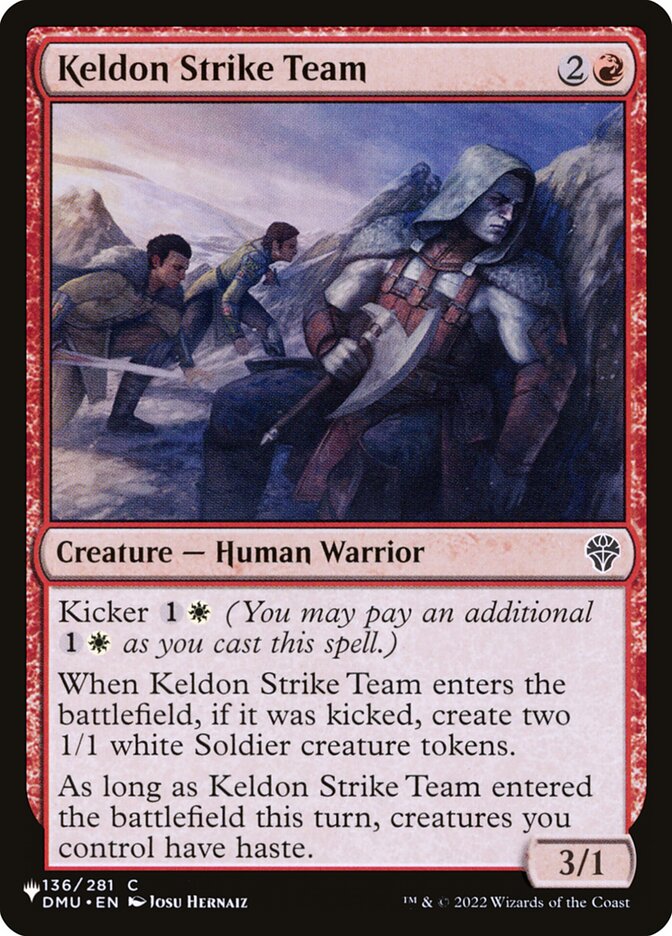 Keldon Strike Team 2
Creature — Human Warrior
Kicker 1 (You may pay an additional
1 as you cast this spell.)
When Keldon Strike Team enters the
battlefield, if it was kicked, create two
1/1 white Soldier creature tokens.
As long as Keldon Strike Team entered
the battlefield this turn, creatures you
control have haste.
3/1
136/281 C
DMU • EN Josu Hernaiz
™ & © 2022 Wizards of the Coast